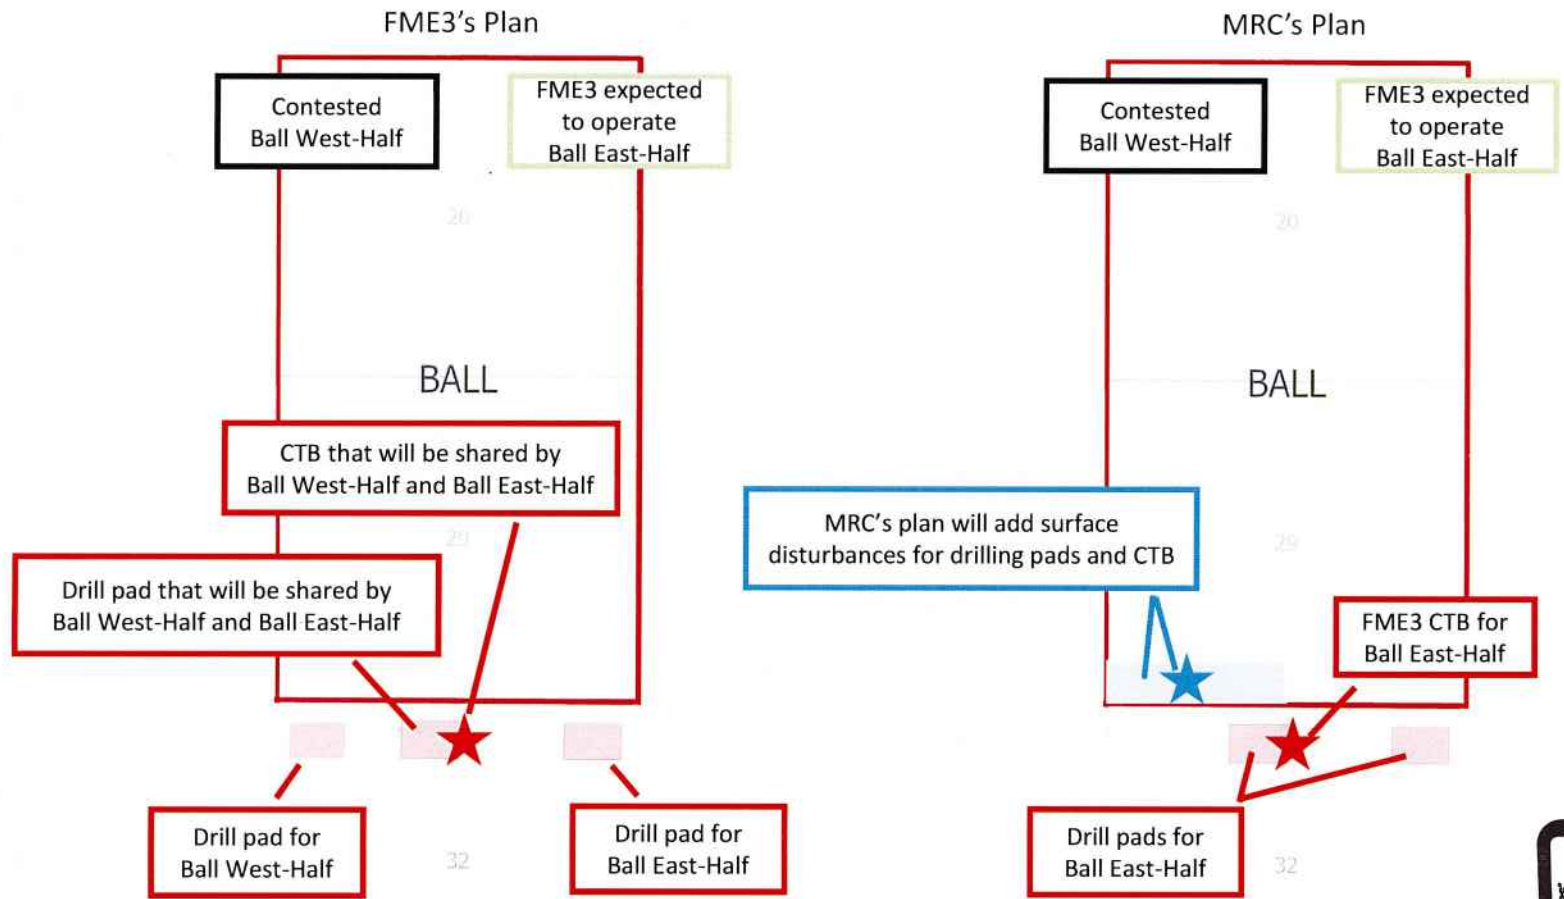 FME3's Plan
Contested
Ball West-Half
FME3 expected
to operate
Ball East-Half
20
BALL
CTB that will be shared by
Ball West-Half and Ball East-Half
29
Drill pad that will be shared by
Ball West-Half and Ball East-Half
Drill pad for
Ball West-Half
32
Drill pad for
Ball East-Half
MRC's Plan
Contested
Ball West-Half
FME3 expected
to operate
Ball East-Half
20
BALL
MRC's plan will add surface
disturbances for drilling pads and CTB
29
FME3 CTB for
Ball East-Half
Drill pads for
Ball East-Half
32